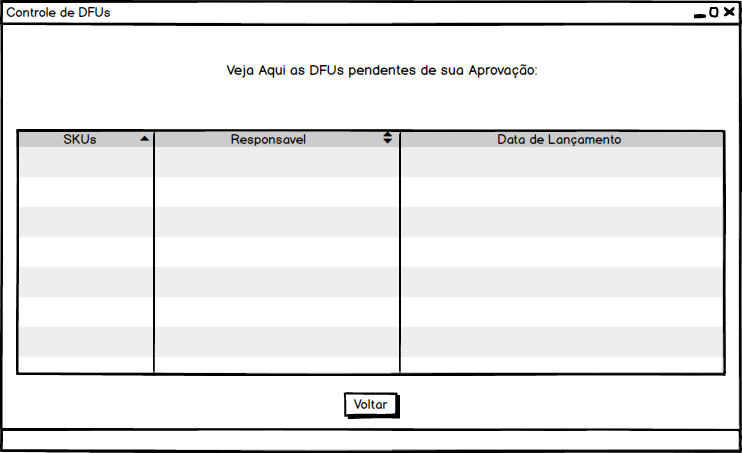 Controle de DFUs
Veja Aqui as DFUs pendentes de sua Aprovação:
SKUs Responsavel Data de Lançamento
Voltar